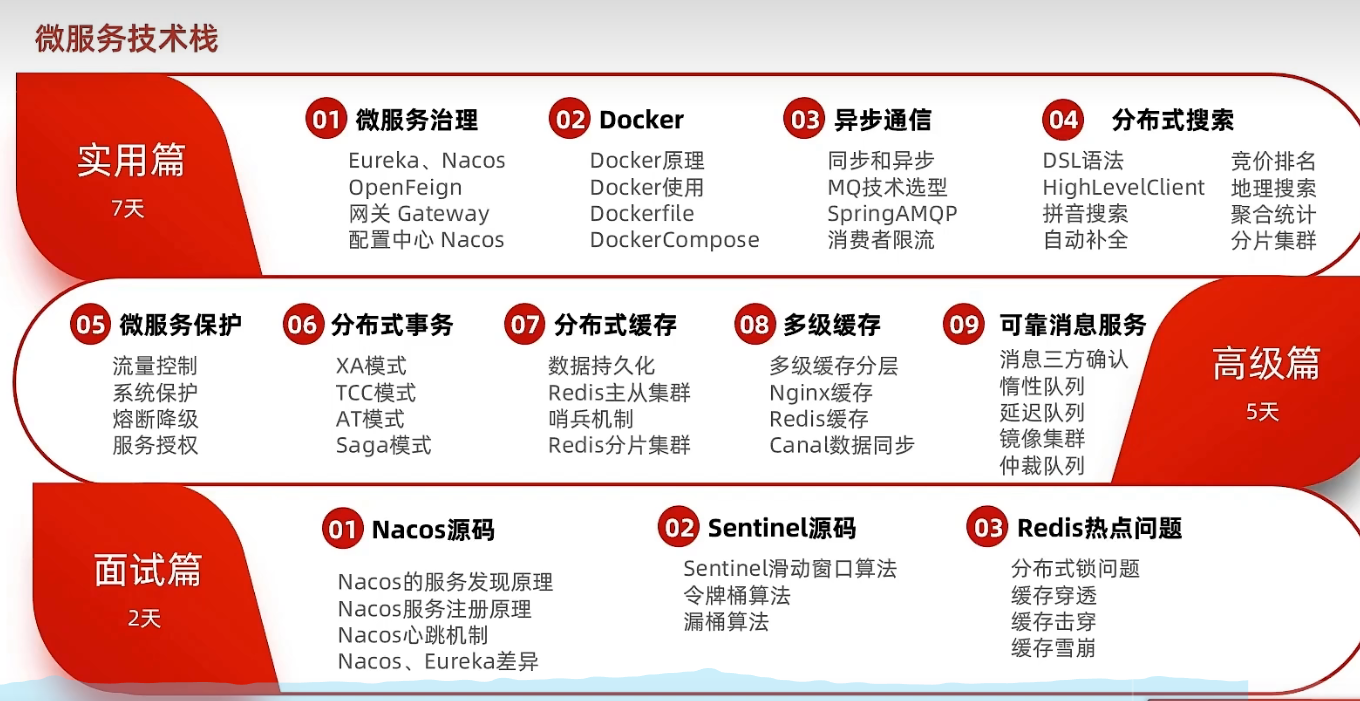 微服务技术栈
实用篇
7天
01 微服务治理
Eureka、Nacos
OpenFeign
网关 Gateway
配置中心 Nacos
02 Docker
Docker原理
Docker使用
Dockerfile
DockerCompose
03 异步通信
同步和异步
MQ技术选型
SpringAMQP
消费者限流
04 分布式搜索
DSL语法
HighLevelClient
拼音搜索
自动补全
竞价排名
地理搜索
聚合统计
分片集群
05 微服务保护
流量控制
系统保护
熔断降级
服务授权
06 分布式事务
XA模式
TCC模式
AT模式
Saga模式
07 分布式缓存
数据持久化
Redis主从集群
哨兵机制
Redis分片集群
08 多级缓存
多级缓存分层
Nginx缓存
Redis缓存
Canal数据同步
09 可靠消息服务
消息三方确认
惰性队列
延迟队列
镜像集群
仲裁队列
高级篇
5天
面试篇
2天
01 Nacos源码
Nacos的服务发现原理
Nacos服务注册原理
Nacos心跳机制
Nacos、Eureka差异
02 Sentinel源码
Sentinel滑动窗口算法
令牌桶算法
漏桶算法
03 Redis热点问题
分布式锁问题
缓存穿透
缓存击穿
缓存雪崩